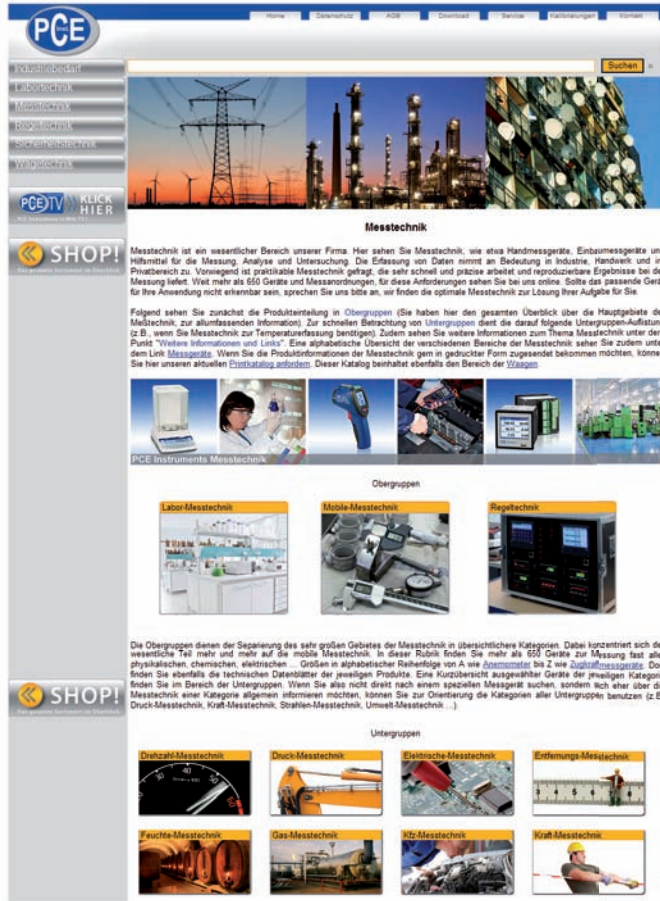 PCE
Inst.
Home
Datenschutz
AGB
Download
Service
Kalibrierungen
Kontakt
Suchen
Industriebedarf
Labortechnik
Messtechnik
Regeltechnik
Sicherheitstechnik
Wägetechnik
PCE TV KLICK HIER
SHOP!
Messtechnik
Messtechnik ist ein wesentlicher Bereich unserer Firma. Hier sehen Sie Messtechnik, wie etwa Handmessgeräte, Einbaumessgeräte un
Hilfsmittel für die Messung, Analyse und Untersuchung. Die Erfassung von Daten nimmt an Bedeutung in Industrie, Handwerk und in
Privatbereich zu. Vorwiegend ist praktikable Messtechnik gefragt, die sehr schnell und präzise arbeitet und reproduzierbare Ergebnisse bei de
Messung liefert. Weit mehr als 650 Geräte und Messanordnungen, für diese Anforderungen sehen Sie bei uns online. Sollte das passende Gerä
für Ihre Anwendung nicht erkennbar sein, sprechen Sie uns bitte an, wir finden die optimale Messtechnik zur Lösung Ihrer Aufgabe für Sie.
Folgend sehen Sie zunächst die Produkteinteilung in Obergruppen (Sie haben hier den gesamten Überblick über die Hauptgebiete de
Meßtechnik, zur allumfassenden Information). Zur schnellen Betrachtung von Untergruppen dient die darauf folgende Untergruppen-Auflistun
(z.B., wenn Sie Messtechnik zur Temperaturerfassung benötigen). Zudem sehen Sie weitere Informationen zum Thema Messtechnik unter den
Punkt "Weitere Informationen und Links". Eine alphabetische Übersicht der verschiedenen Bereiche der Messtechnik sehen Sie zudem unte
dem Link Messgeräte. Wenn Sie die Produktinformationen der Messtechnik gern in gedruckter Form zugesendet bekommen möchten, könne
Sie hier unseren aktuellen Printkatalog anfordern. Dieser Katalog beinhaltet ebenfalls den Bereich der Waagen.
PCE Instruments Messtechnik
Obergruppen
Labor-Messtechnik
Mobile-Messtechnik
Regeltechnik
Die Obergruppen dienen der Separierung des sehr großen Gebietes der Messtechnik in übersichtlichere Kategorien. Dabei konzentriert sich de
wesentliche Teil mehr und mehr auf die mobile Messtechnik. In dieser Rubrik finden Sie mehr als 650 Geräte zur Messung fast alle
physikalischen, chemischen, elektrischen ... Größen in alphabetischer Reihenfolge von A wie Anemometer bis Z wie Zugkraftmessgeräte. Do
finden Sie ebenfalls die technischen Datenblätter der jeweiligen Produkte. Eine Kurzübersicht ausgewählter Geräte der jeweiligen Kategori
finden Sie im Bereich der Untergruppen. Wenn Sie also nicht direkt nach einem speziellen Messgerät suchen, sondern sich eher über di
Messtechnik einer Kategorie allgemein informieren möchten, können Sie zur Orientierung die Kategorien aller Untergruppen benutzen (z.B
Druck-Messtechnik, Kraft-Messtechnik, Strahlen-Messtechnik, Umwelt-Messtechnik ...).
SHOP!
Untergruppen
Drehzahl-Messtechnik
Druck-Messtechnik
Elektrische-Messtechnik
Entfernungs-Messtechnik
30
40
50
60
Feuchte-Messtechnik
Gas-Messtechnik
Kfz-Messtechnik
Kraft-Messtechnik